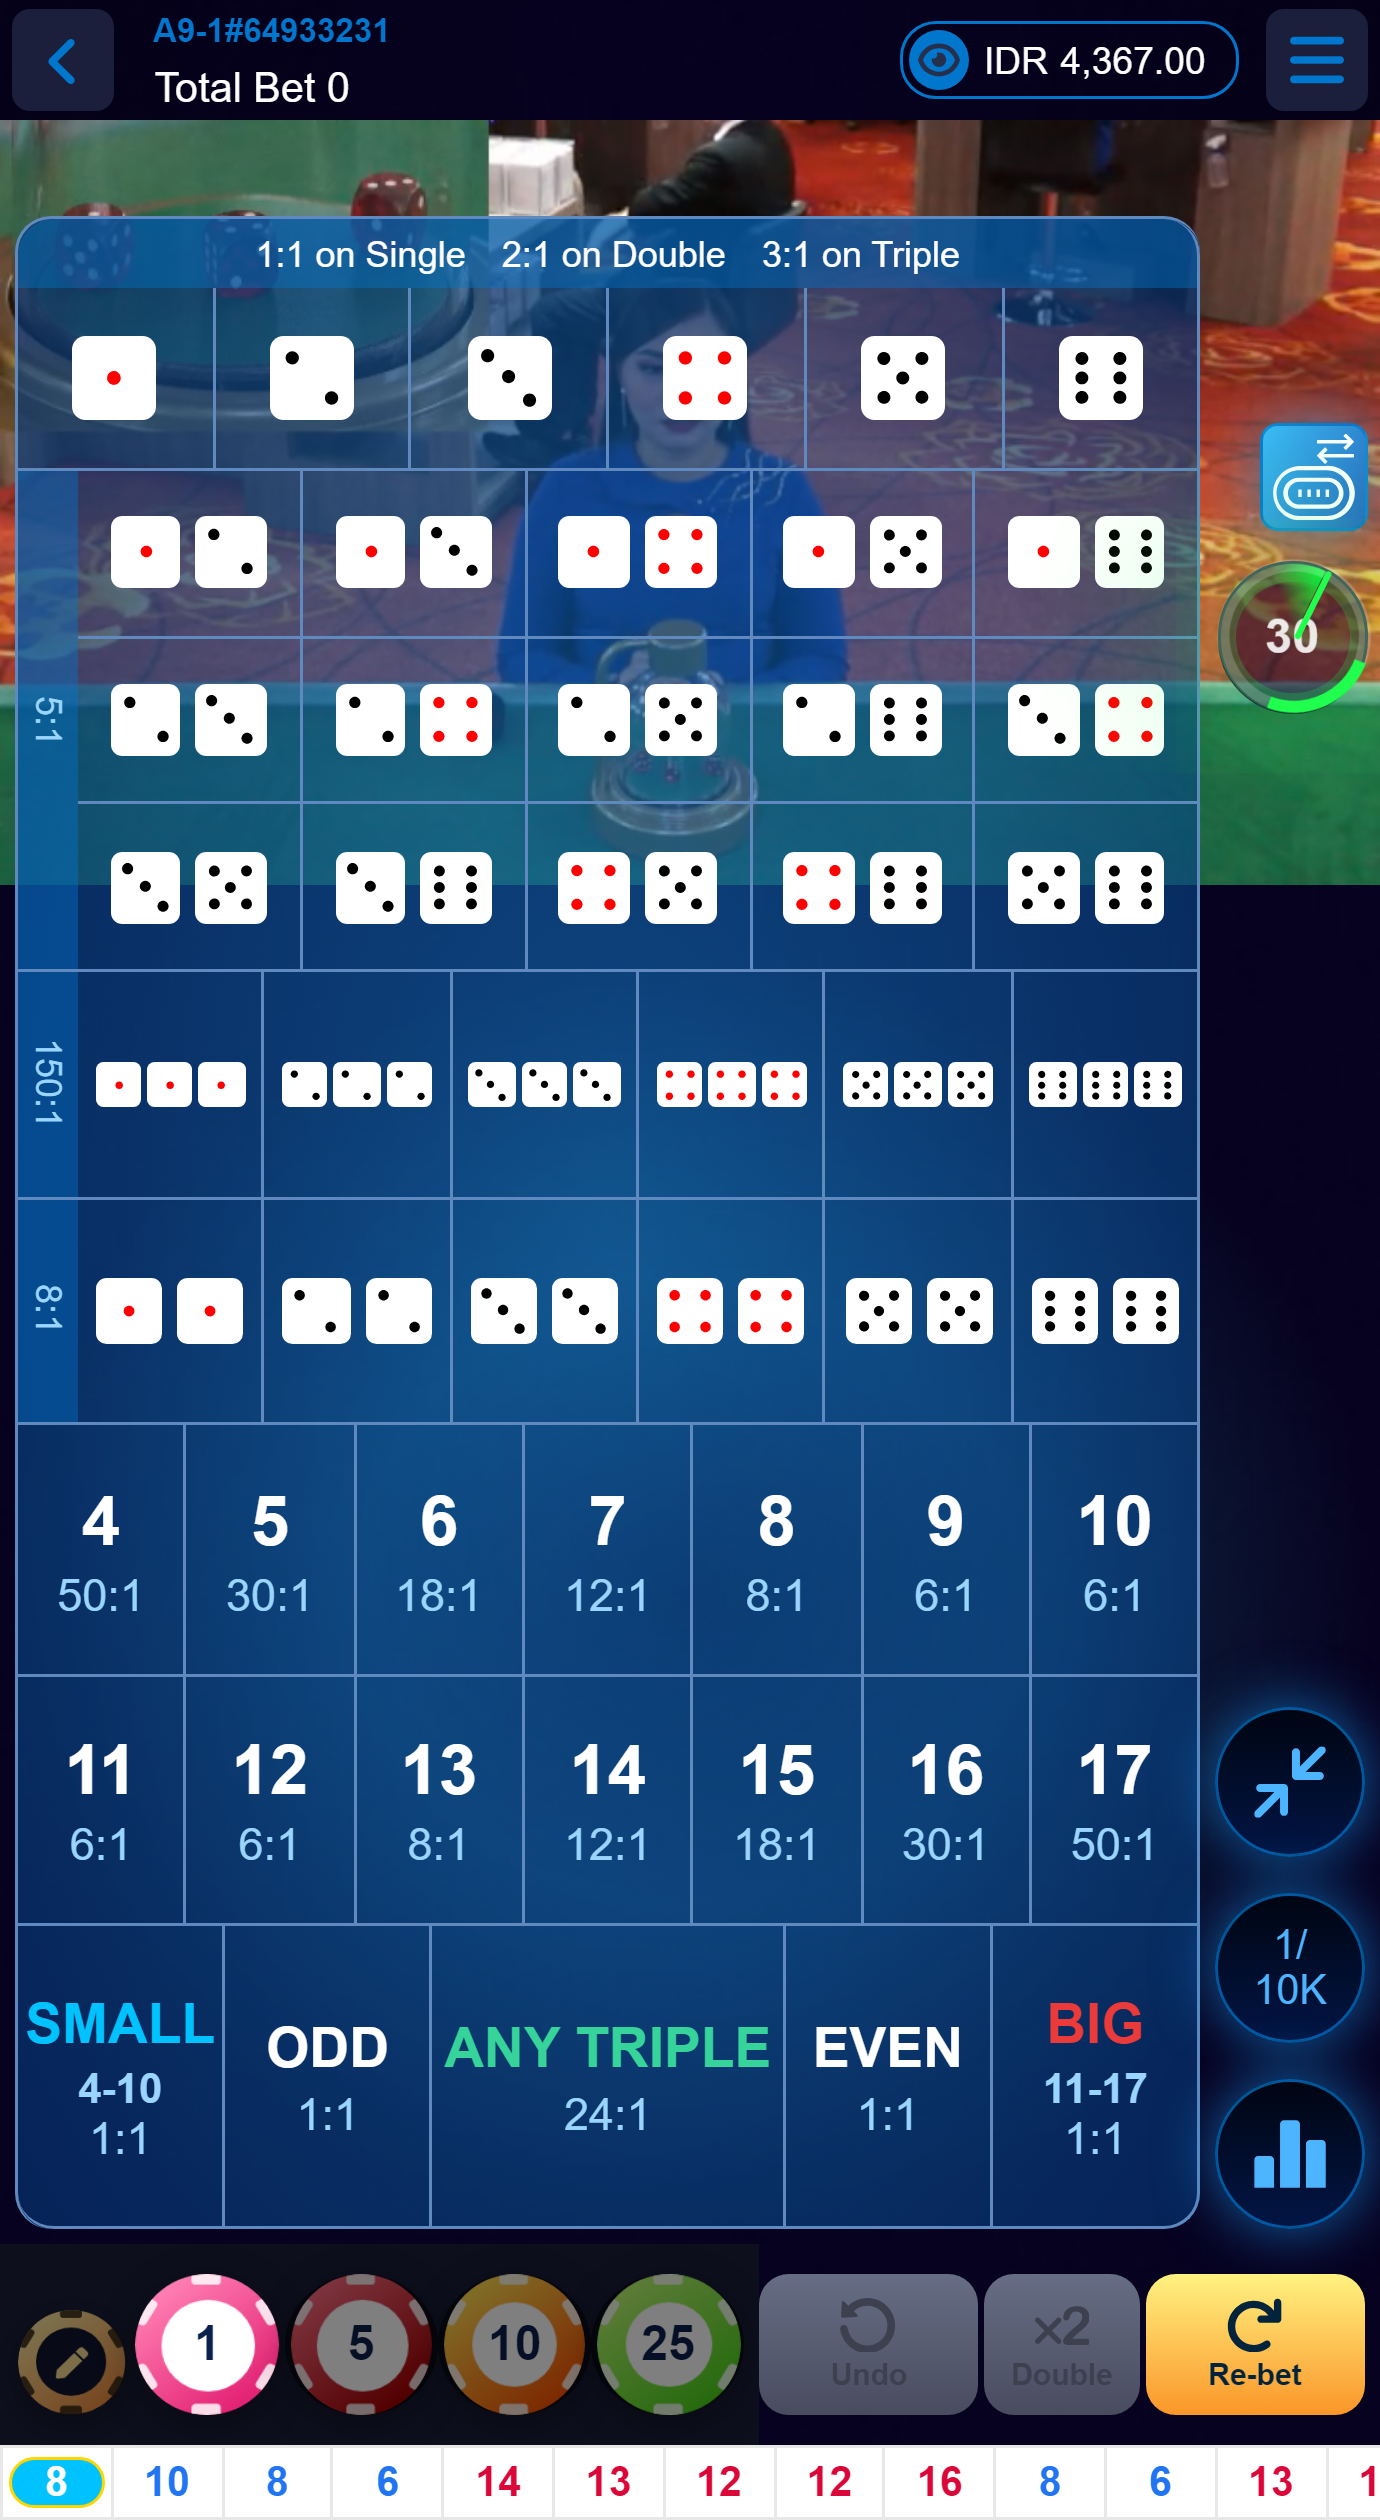 A9-1#64933231
Total Bet 0
IDR 4,367.00
1:1 on Single 2:1 on Double 3:1 on Triple
30
5:1
150:1
8:1
4 5 6 7 8 9 10
50:1 30:1 18:1 12:1 8:1 6:1 6:1
11 12 13 14 15 16 17
6:1 6:1 8:1 12:1 18:1 30:1 50:1
1/
10K
SMALL
4-10
1:1
ODD
1:1
ANY TRIPLE
24:1
EVEN
1:1
BIG
11-17
1:1
1 5 10 25
Undo
x2
Double
Re-bet
8 10 8 6 14 13 12 12 16 8 6 13